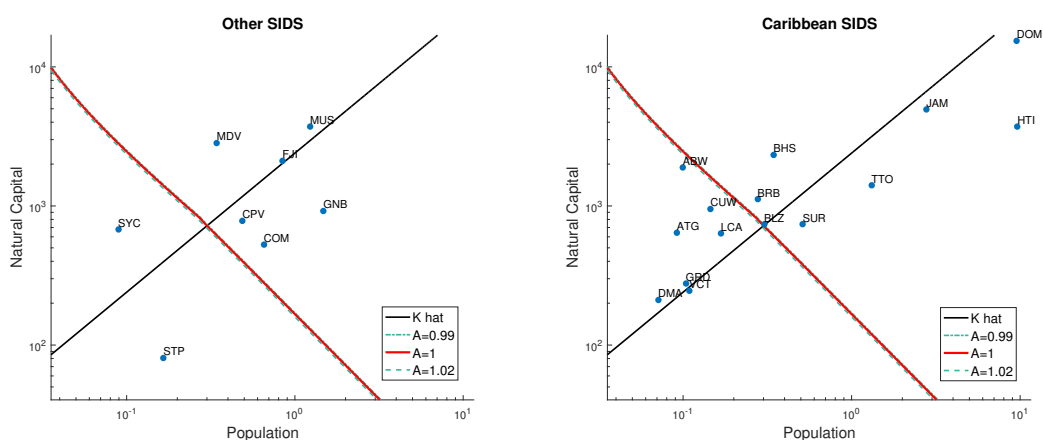 Other SIDS
Natural Capital
10^4
10^3
10^2
MUS
MDV
FJI
GNB
CPV
SYC
COM
STP
K hat
A=0.99
A=1
A=1.02
10^-1
10^0
10^1
Population
Caribbean SIDS
Natural Capital
10^4
10^3
10^2
DOM
JAM
HTI
BHS
ABW
TTO
BRB
CUW
BLZ
SUR
ATG
LCA
GRD
VCT
DMA
K hat
A=0.99
A=1
A=1.02
10^-1
10^0
10^1
Population